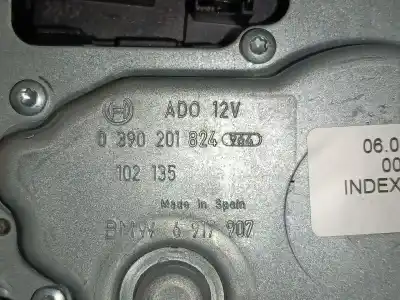 ADO 12V
0 390 201 824 966
102 135
Made in Spain
BMW 6 917 907
06.0
00
INDEX